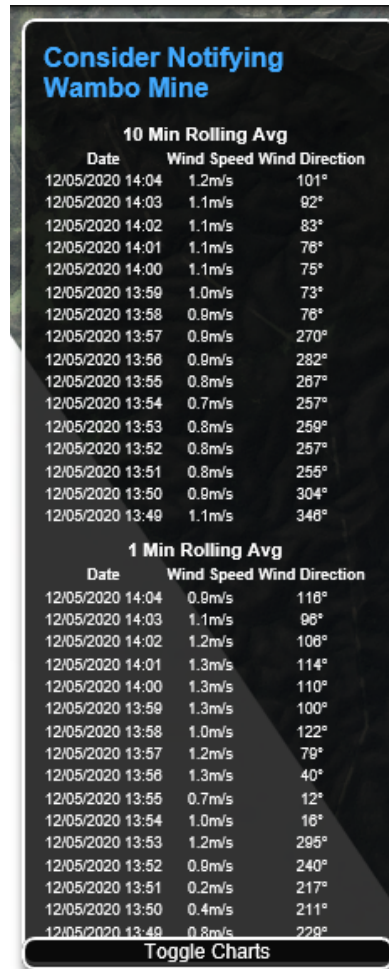 Consider Notifying
Wambo Mine
10 Min Rolling Avg
Date Wind Speed Wind Direction
12/05/2020 14:04 1.2m/s 101°
12/05/2020 14:03 1.1m/s 92°
12/05/2020 14:02 1.1m/s 83°
12/05/2020 14:01 1.1m/s 76°
12/05/2020 14:00 1.1m/s 75°
12/05/2020 13:59 1.0m/s 73°
12/05/2020 13:58 0.9m/s 76°
12/05/2020 13:57 0.9m/s 270°
12/05/2020 13:56 0.9m/s 282°
12/05/2020 13:55 0.8m/s 267°
12/05/2020 13:54 0.7m/s 257°
12/05/2020 13:53 0.8m/s 259°
12/05/2020 13:52 0.8m/s 257°
12/05/2020 13:51 0.8m/s 255°
12/05/2020 13:50 0.9m/s 304°
12/05/2020 13:49 1.1m/s 346°
1 Min Rolling Avg
Date Wind Speed Wind Direction
12/05/2020 14:04 0.9m/s 116°
12/05/2020 14:03 1.1m/s 96°
12/05/2020 14:02 1.2m/s 106°
12/05/2020 14:01 1.3m/s 114°
12/05/2020 14:00 1.3m/s 110°
12/05/2020 13:59 1.3m/s 100°
12/05/2020 13:58 1.0m/s 122°
12/05/2020 13:57 1.2m/s 79°
12/05/2020 13:56 1.3m/s 40°
12/05/2020 13:55 0.7m/s 12°
12/05/2020 13:54 1.0m/s 16°
12/05/2020 13:53 1.2m/s 295°
12/05/2020 13:52 0.9m/s 240°
12/05/2020 13:51 0.2m/s 217°
12/05/2020 13:50 0.4m/s 211°
12/05/2020 13:49 0.8m/s 229°
Toggle Charts